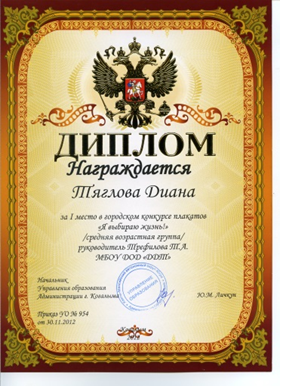 ДИПЛОМ
Награждается
Тяглова Диана
за I место в городском конкурсе плакатов
«Я выбираю жизнь!»
/средняя возрастная группа/
руководитель Трефилова Т.А.
МБОУ ДОД «ДДТ»
Начальник
Управления образования
Администрации г. Когалыма
Ю.М. Личкун
Приказ УО № 954
от 30.11.2012